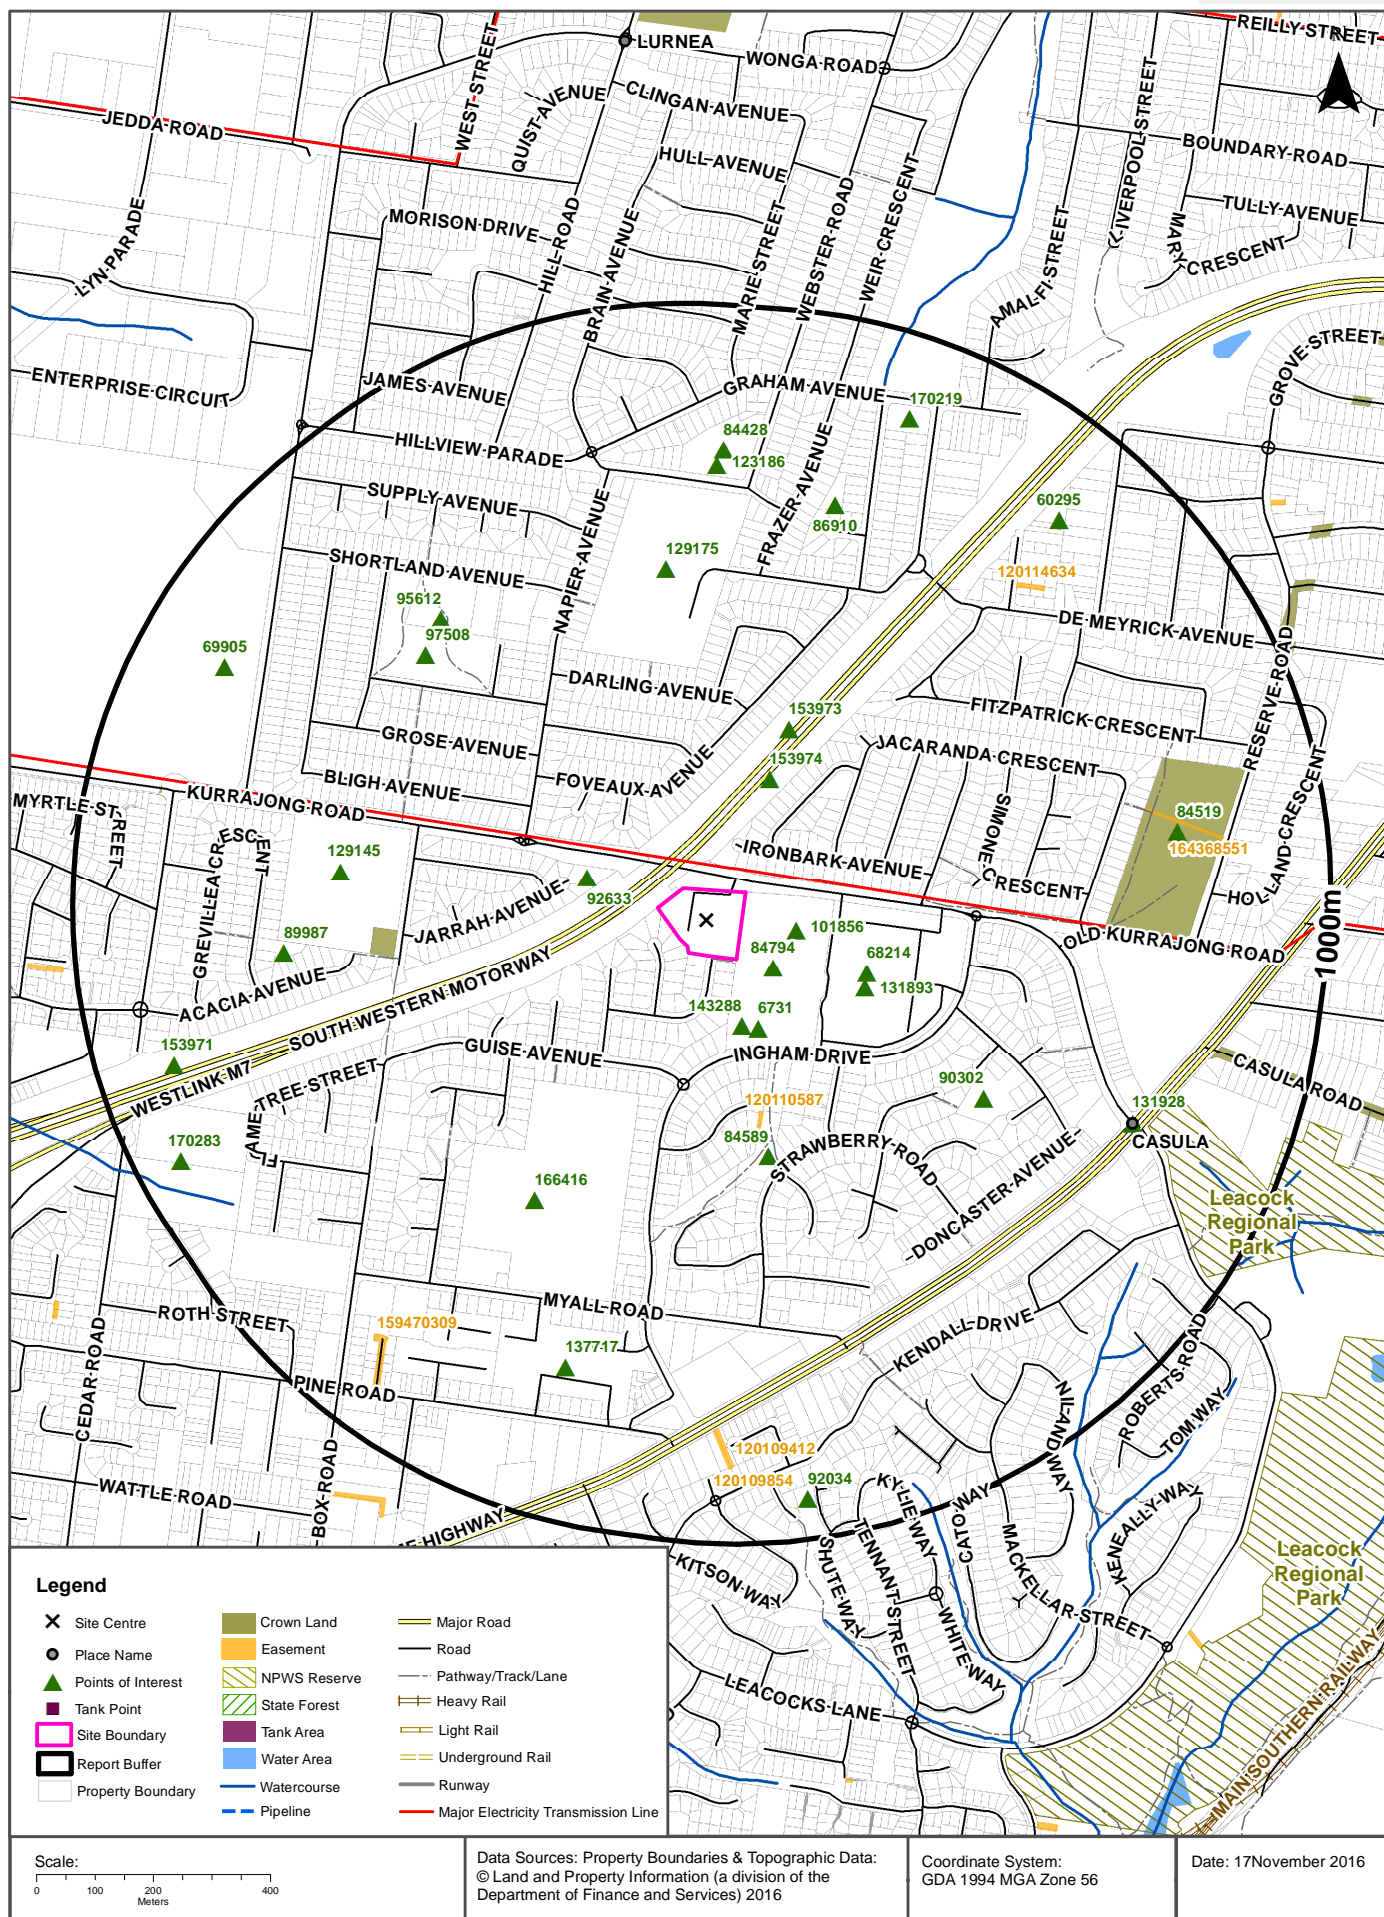 REILLY STREET
LURNEA
WONGA ROAD
WEST STREET
QUIST AVENUE
CLINGAN AVENUE
LIVERPOOL STREET
JEDDA ROAD
HULL AVENUE
BOUNDARY ROAD
MORISON DRIVE
HILL ROAD
BRAIN AVENUE
MARIE STREET
WEBSTER ROAD
WEIR CRESCENT
AMALFI STREET
MARY
CRESCENT
TULLY AVENUE
LYN PARADE
ENTERPRISE CIRCUIT
JAMES AVENUE
GRAHAM AVENUE
GROVE STREET
170219
84428
123186
HILLVIEW PARADE
SUPPLY AVENUE
NAPIER AVENUE
FRAZER AVENUE
86910
60295
SHORTLAND AVENUE
129175
120114634
95612
97508
DE MEYRICK AVENUE
69905
DARLING AVENUE
RESERVE ROAD
FITZPATRICK CRESCENT
153973
GROSE AVENUE
JACARANDA CRESCENT
153974
FOVEAUX AVENUE
BLIGH AVENUE
HOLLAND CRESCENT
KURRAJONG ROAD
MYRTLE STREET
SIMONE CRESCENT
84519
164368551
GREVILLEA CRESCENT
129145
IRONBARK AVENUE
92633
JARRAH AVENUE
1000m
101856
OLD KURRAJONG ROAD
89987
84794
68214
131893
ACACIA AVENUE
SOUTH WESTERN MOTORWAY
143288
6731
153971
GUISE AVENUE
INGHAM DRIVE
WESTLINK M7
FLAME TREE STREET
90302
CASULA ROAD
120110587
131928
CASULA
84589
170283
STRAWBERRY ROAD
DONCASTER AVENUE
166416
Leacock
Regional
Park
MYALL ROAD
ROTH STREET
159470309
KENDALL DRIVE
137717
ROBERTS ROAD
CEDAR ROAD
PINE ROAD
NILAND WAY
TOM WAY
120109412
120109854
92034
WATTLE ROAD
BOX ROAD
HIGHWAY
KYLIE WAY
CATO WAY
KENEALLY WAY
SHUTE WAY
TENNANT STREET
MACKELLAR STREET
KITSON WAY
WHITE WAY
Leacock
Regional
Park
LEACOCKS LANE
MAIN SOUTHERN RAILWAY
Legend
Site Centre
Place Name
Points of Interest
Tank Point
Site Boundary
Report Buffer
Property Boundary
Crown Land
Easement
NPWS Reserve
State Forest
Tank Area
Water Area
Watercourse
Pipeline
Major Road
Road
Pathway/Track/Lane
Heavy Rail
Light Rail
Underground Rail
Runway
Major Electricity Transmission Line
Scale:
0 100 200 400
Meters
Data Sources: Property Boundaries & Topographic Data:
© Land and Property Information (a division of the
Department of Finance and Services) 2016
Coordinate System:
GDA 1994 MGA Zone 56
Date: 17November 2016